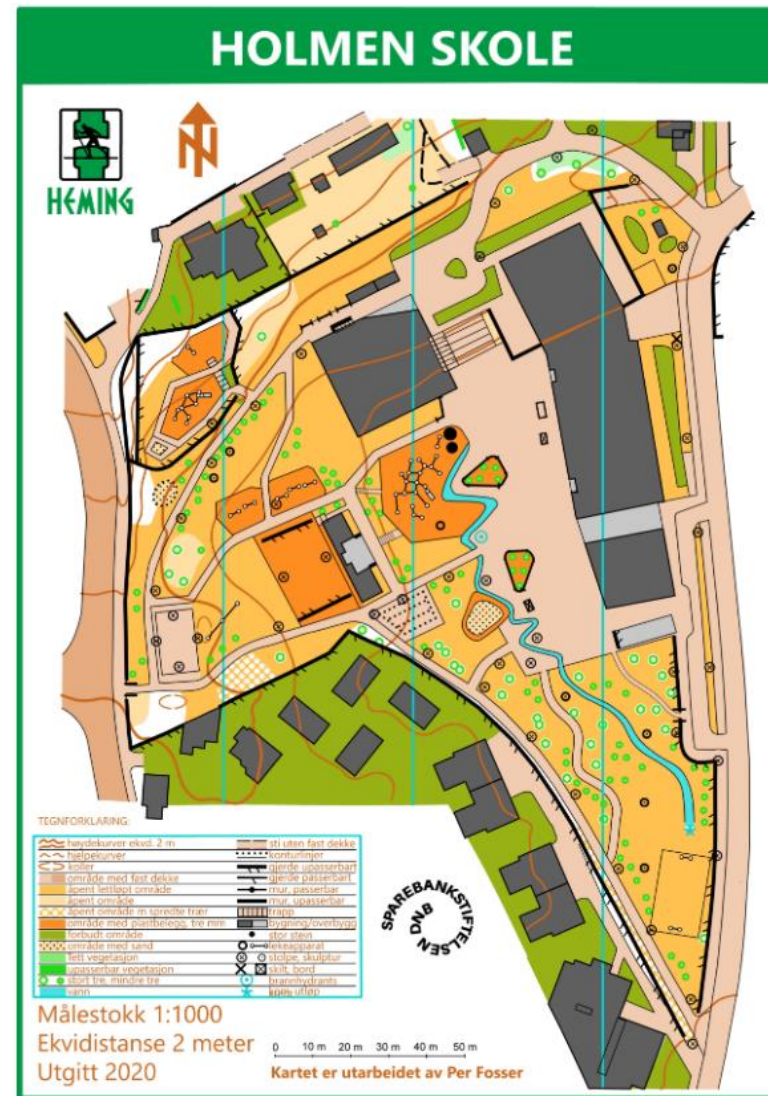 HOLMEN SKOLE
HEMING
N
TEGNFORKLARING:
høydekurver ekvd. 2 m
hjelpekurver
koller
område med fast dekke
åpent lettløpt område
åpent område
åpent område m spredte trær
område med plastbelegg, tre mm
forbudt område
område med sand
tett vegetasjon
upasserbar vegetasjon
stort tre, mindre tre
vann
sti uten fast dekke
konturlinjer
gjerde upasserbart
gjerde passerbart
mur, passerbar
mur, upasserbar
trapp
bygning/overbygg
stor stein
lekeapparat
stolpe, skulptur
skilt, bord
brannhydrants
utløp
SPAREBANKSTIFTELSEN
DNB
Målestokk 1:1000
Ekvidistanse 2 meter
Utgitt 2020
0 10 m 20 m 30 m 40 m 50 m
Kartet er utarbeidet av Per Fosser